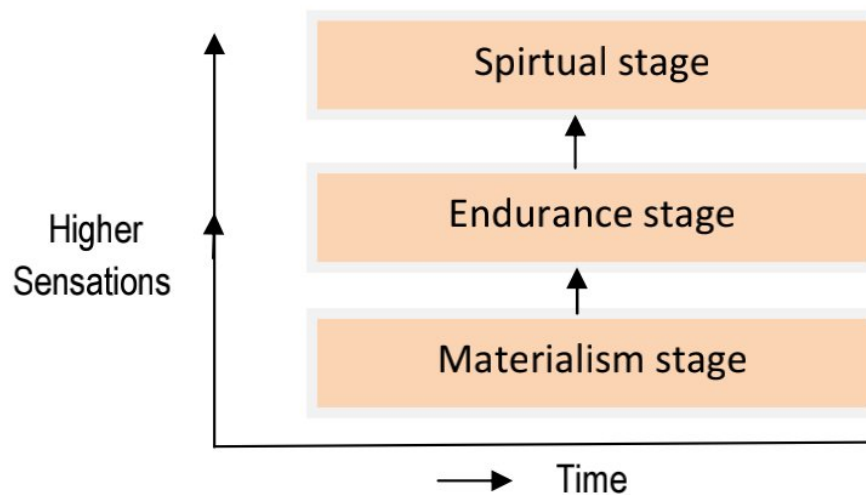 Spirtual stage
Endurance stage
Higher
Sensations
Materialism stage
Time